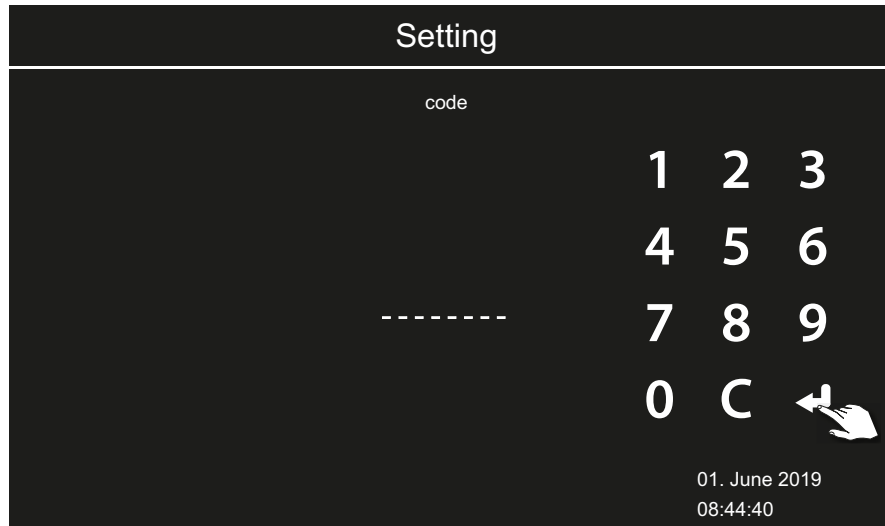 Setting
code
1 2 3
4 5 6
--------
7 8 9
0 C
01. June 2019
08:44:40